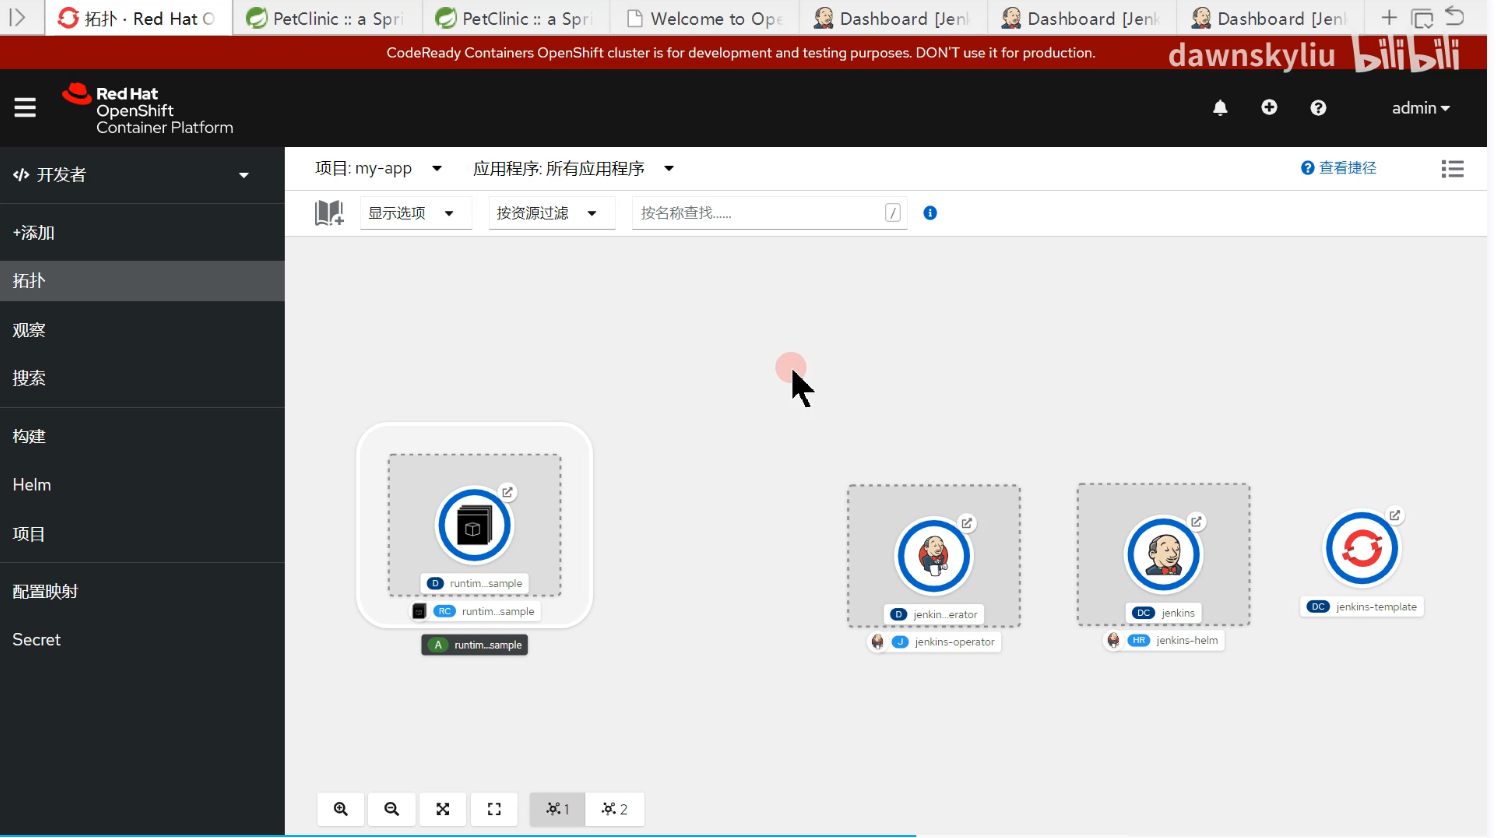 拓扑 · Red Hat O
PetClinic :: a Spri
PetClinic :: a Spri
Welcome to Ope
Dashboard [Jenk
Dashboard [Jenk
Dashboard [Jenk
CodeReady Containers OpenShift cluster is for development and testing purposes. DON'T use it for production.
dawnskyliu bilibili
Red Hat
OpenShift
Container Platform
admin
开发者
项目: my-app
应用程序: 所有应用程序
查看捷径
显示选项
按资源过滤
按名称查找......
/
+添加
拓扑
观察
搜索
构建
Helm
项目
配置映射
Secret
D runtim...sample
RC runtim...sample
A runtim...sample
D jenkin...erator
J jenkins-operator
DC jenkins
HR jenkins-helm
DC jenkins-template
1
2